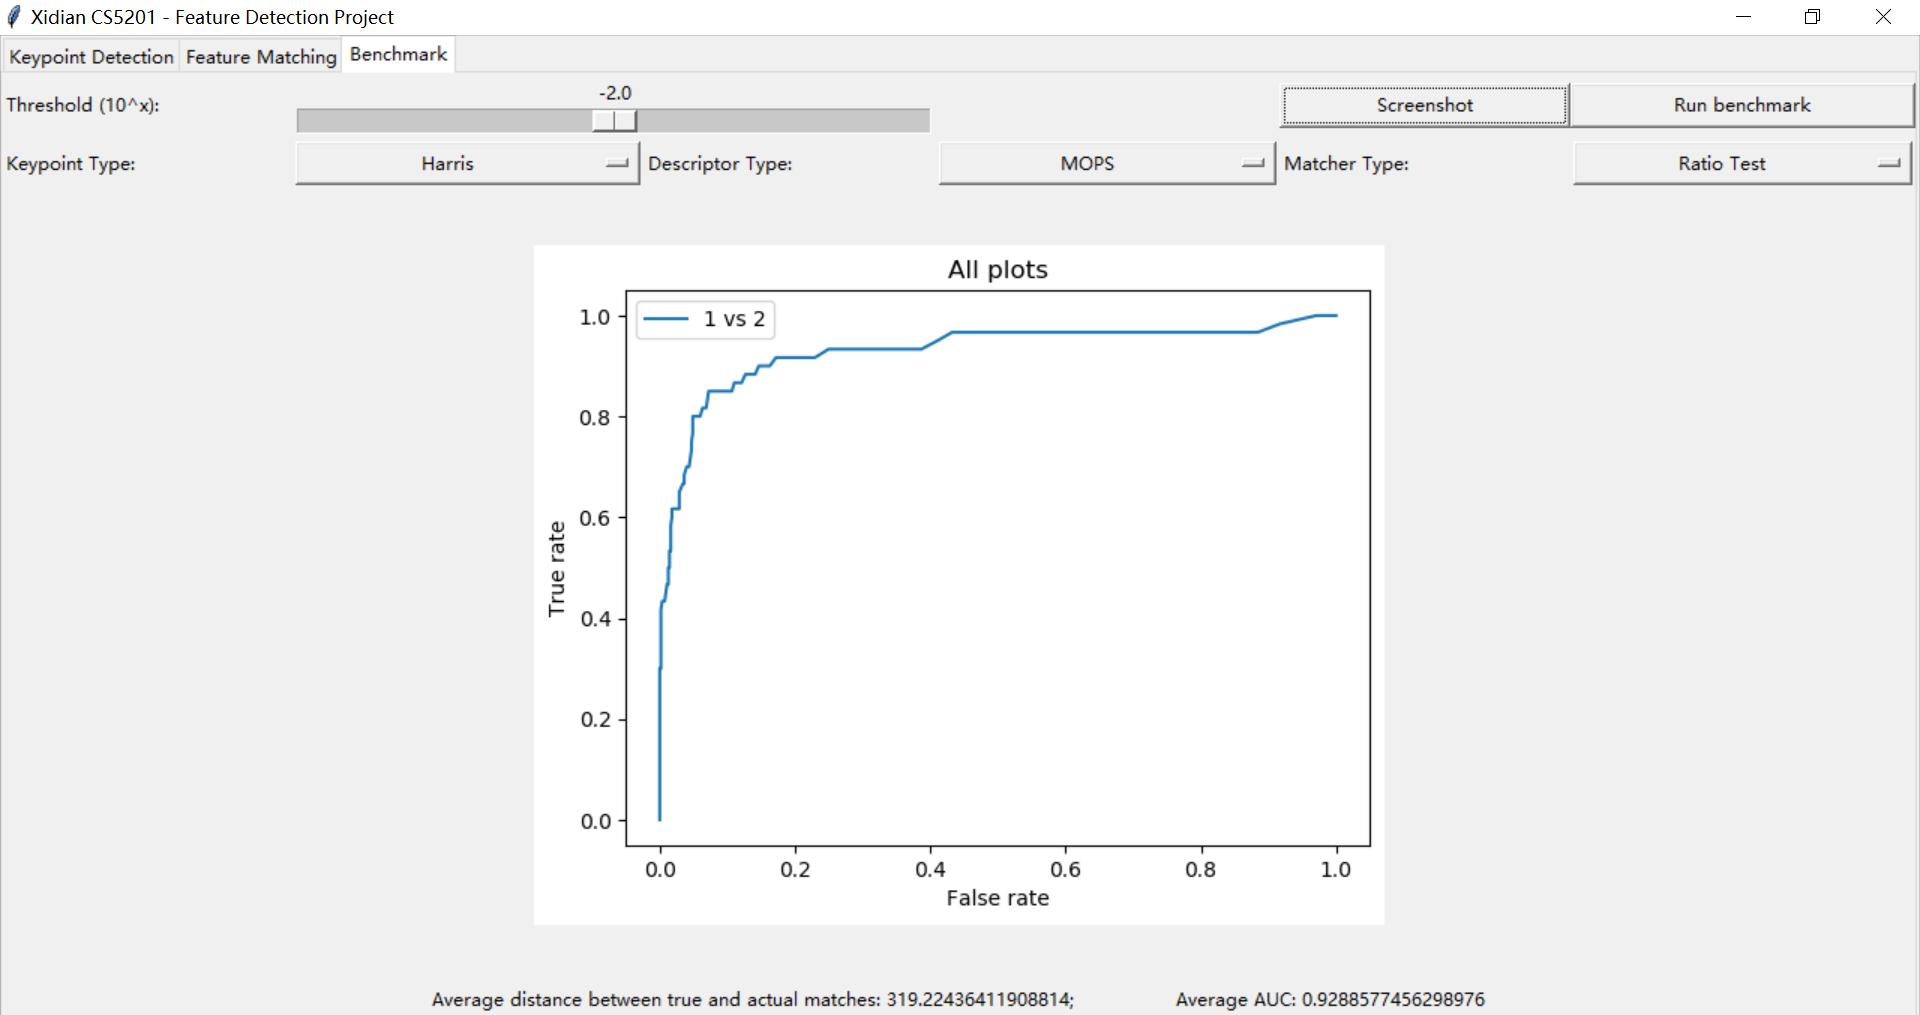 Xidian CS5201 - Feature Detection Project
Keypoint Detection Feature Matching Benchmark
-2.0
Threshold (10^x): Screenshot Run benchmark
Keypoint Type: Harris Descriptor Type: MOPS Matcher Type: Ratio Test
All plots
1 vs 2
1.0
0.8
0.6
0.4
0.2
0.0
True rate
0.0 0.2 0.4 0.6 0.8 1.0
False rate
Average distance between true and actual matches: 319.22436411908814; Average AUC: 0.9288577456298976